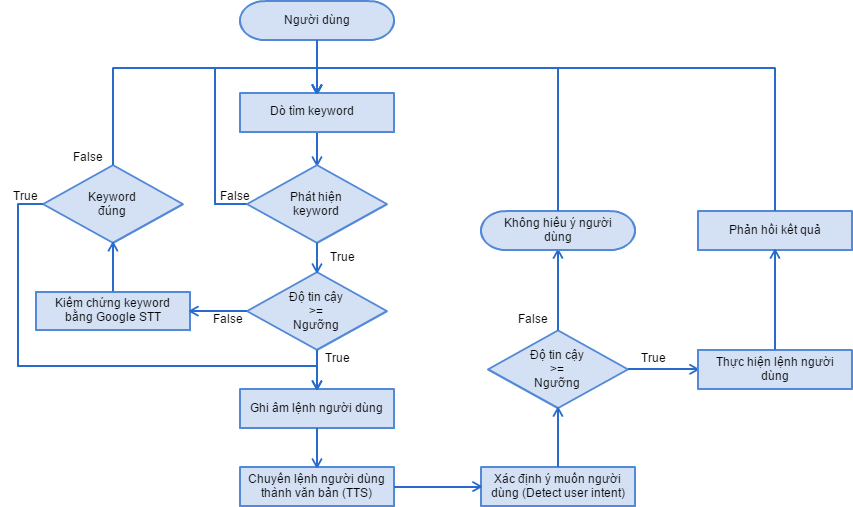 Người dùng
Dò tìm keyword
False
True
Keyword
đúng
False
Phát hiện
keyword
True
Không hiểu ý người
dùng
Phản hồi kết quả
Kiểm chứng keyword
bằng Google STT
False
Độ tin cậy
>=
Ngưỡng
True
False
Độ tin cậy
>=
Ngưỡng
True
Thực hiện lệnh người
dùng
Ghi âm lệnh người dùng
Chuyển lệnh người dùng
thành văn bản (TTS)
Xác định ý muốn người
dùng (Detect user intent)